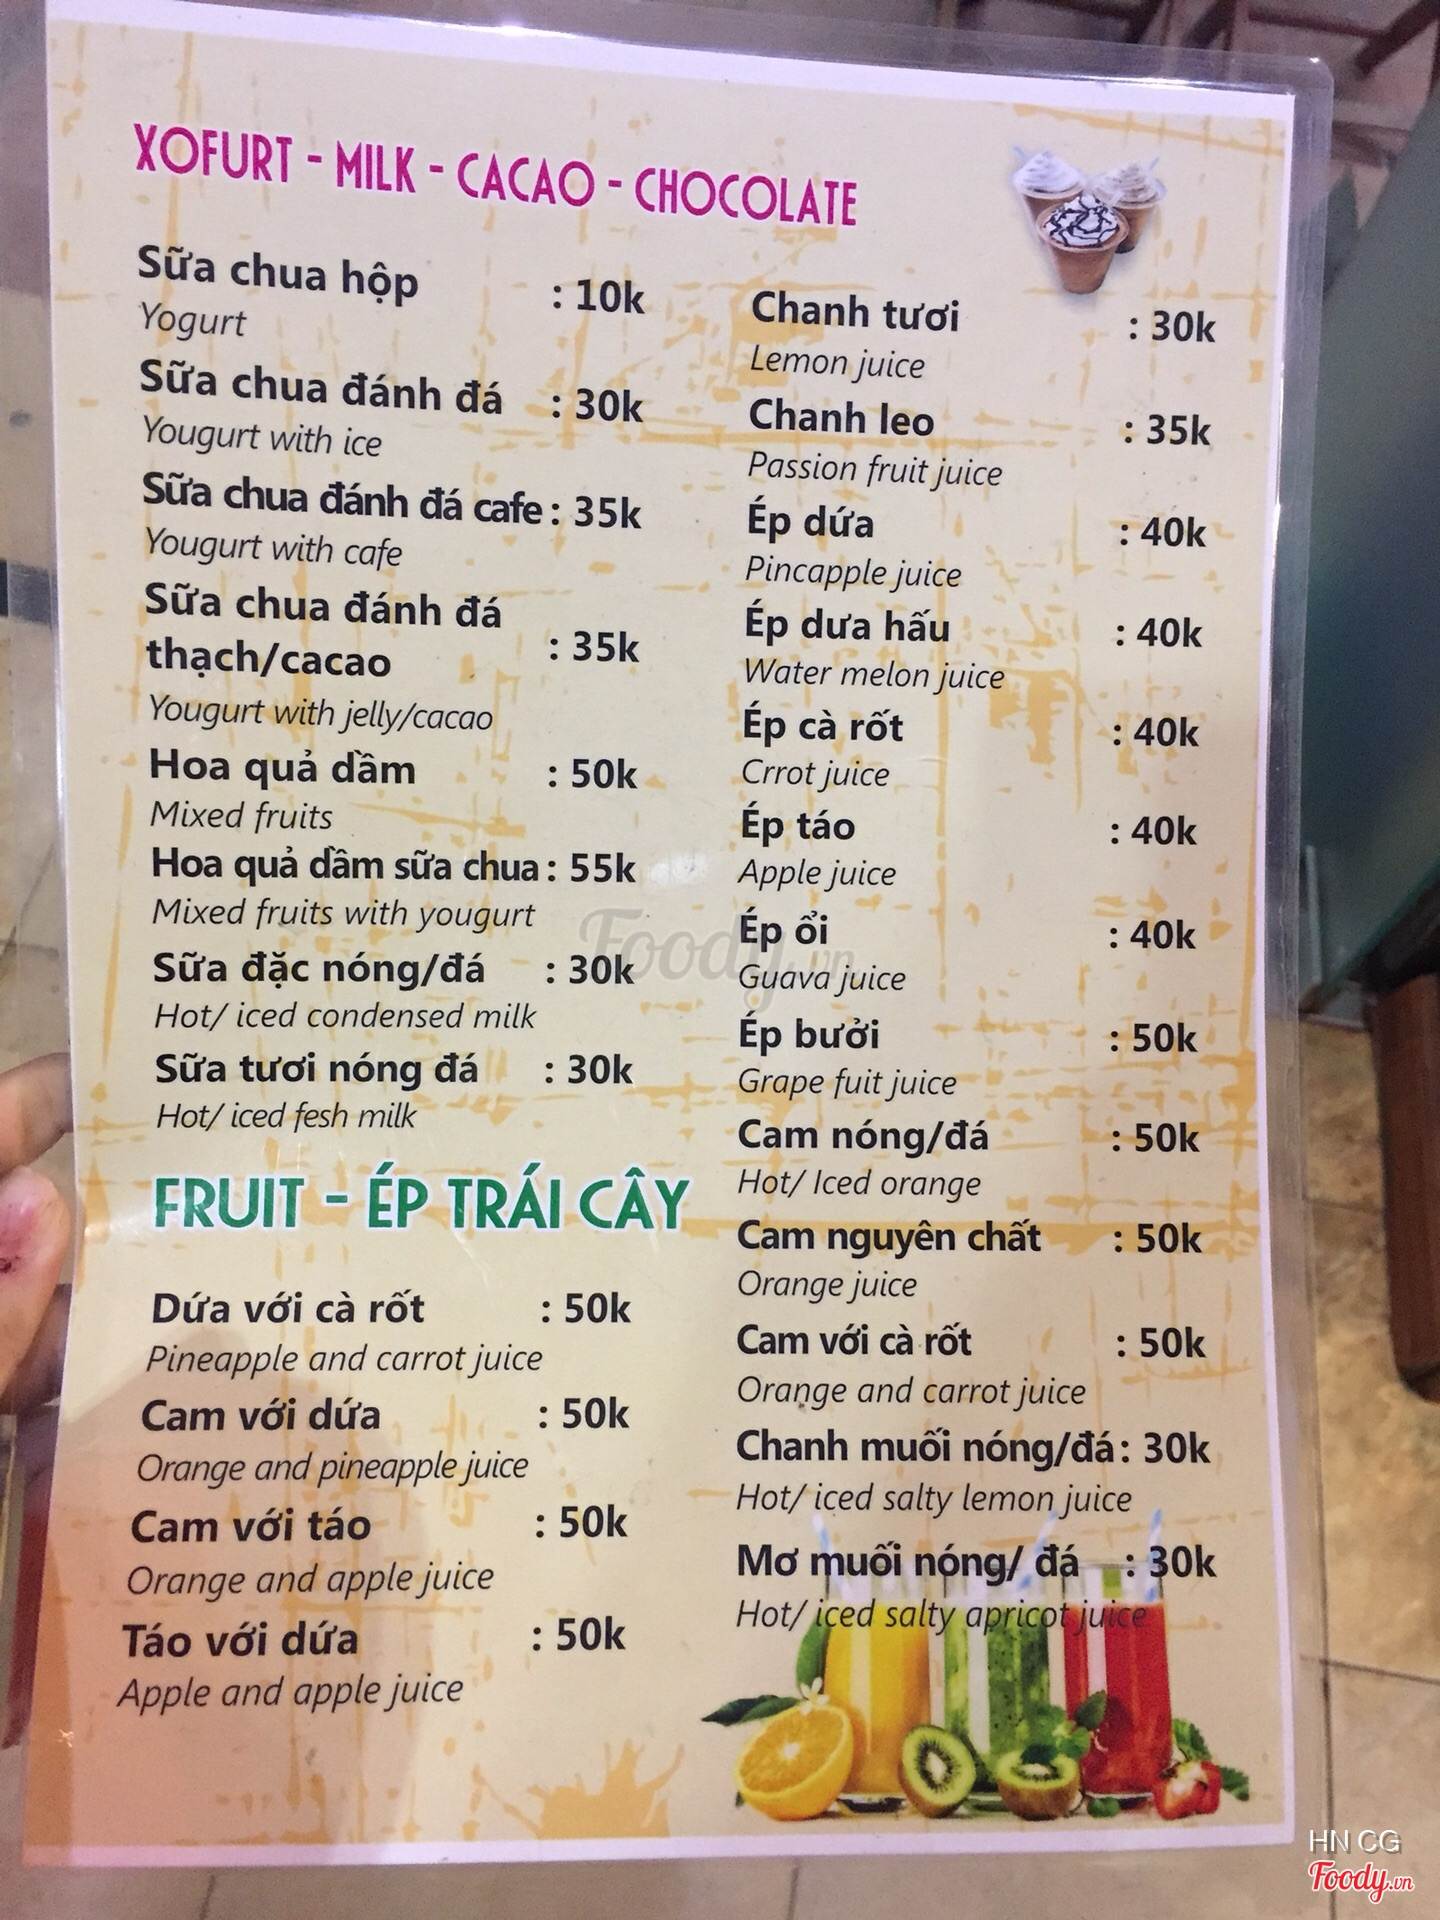 XOFURT - MILK - CACAO - CHOCOLATE
Sữa chua hộp : 10k
Yogurt
Sữa chua đánh đá : 30k
Yougurt with ice
Sữa chua đánh đá cafe : 35k
Yougurt with cafe
Sữa chua đánh đá
thạch/cacao : 35k
Yougurt with jelly/cacao
Hoa quả dầm : 50k
Mixed fruits
Hoa quả dầm sữa chua : 55k
Mixed fruits with yougurt
Sữa đặc nóng/đá : 30k
Hot/ iced condensed milk
Sữa tươi nóng đá : 30k
Hot/ iced fesh milk
FRUIT - ÉP TRÁI CÂY
Dứa với cà rốt : 50k
Pineapple and carrot juice
Cam với dứa : 50k
Orange and pineapple juice
Cam với táo : 50k
Orange and apple juice
Táo với dứa : 50k
Apple and apple juice
Chanh tươi : 30k
Lemon juice
Chanh leo : 35k
Passion fruit juice
Ép dứa : 40k
Pincapple juice
Ép dưa hấu : 40k
Water melon juice
Ép cà rốt : 40k
Crrot juice
Ép táo : 40k
Apple juice
Ép ổi : 40k
Guava juice
Ép bưởi : 50k
Grape fuit juice
Cam nóng/đá : 50k
Hot/ Iced orange
Cam nguyên chất : 50k
Orange juice
Cam với cà rốt : 50k
Orange and carrot juice
Chanh muối nóng/đá : 30k
Hot/ iced salty lemon juice
Mơ muối nóng/ đá : 30k
Hot/ iced salty apricot juice
Foody.vn
HN CG
Foody.vn